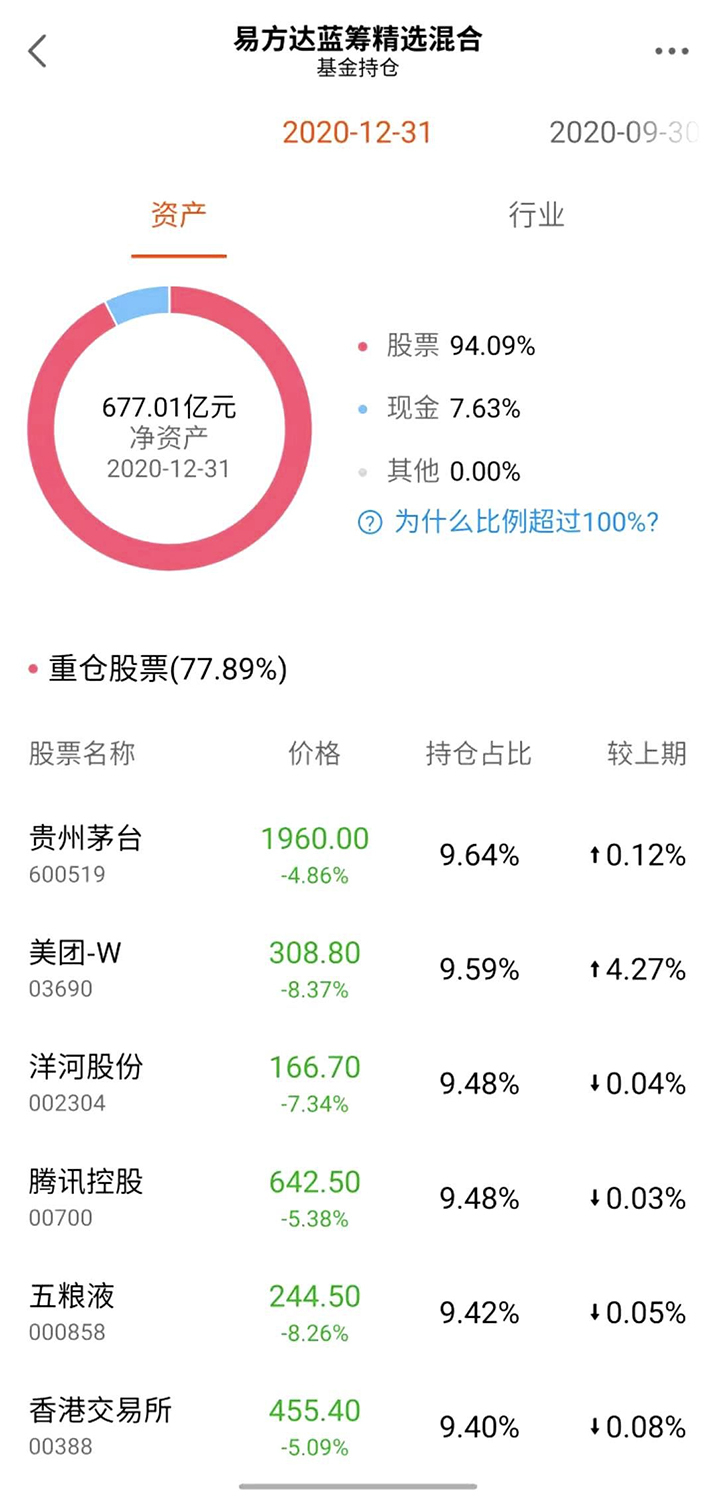 易方达蓝筹精选混合
基金持仓
2020-12-31 2020-09-30
资产 行业
677.01亿元
净资产
2020-12-31
股票 94.09%
现金 7.63%
其他 0.00%
? 为什么比例超过100%?
重仓股票(77.89%)
股票名称 价格 持仓占比 较上期
贵州茅台 1960.00 9.64% ↑0.12%
600519 -4.86%
美团-W 308.80 9.59% ↑4.27%
03690 -8.37%
洋河股份 166.70 9.48% ↓0.04%
002304 -7.34%
腾讯控股 642.50 9.48% ↓0.03%
00700 -5.38%
五粮液 244.50 9.42% ↓0.05%
000858 -8.26%
香港交易所 455.40 9.40% ↓0.08%
00388 -5.09%